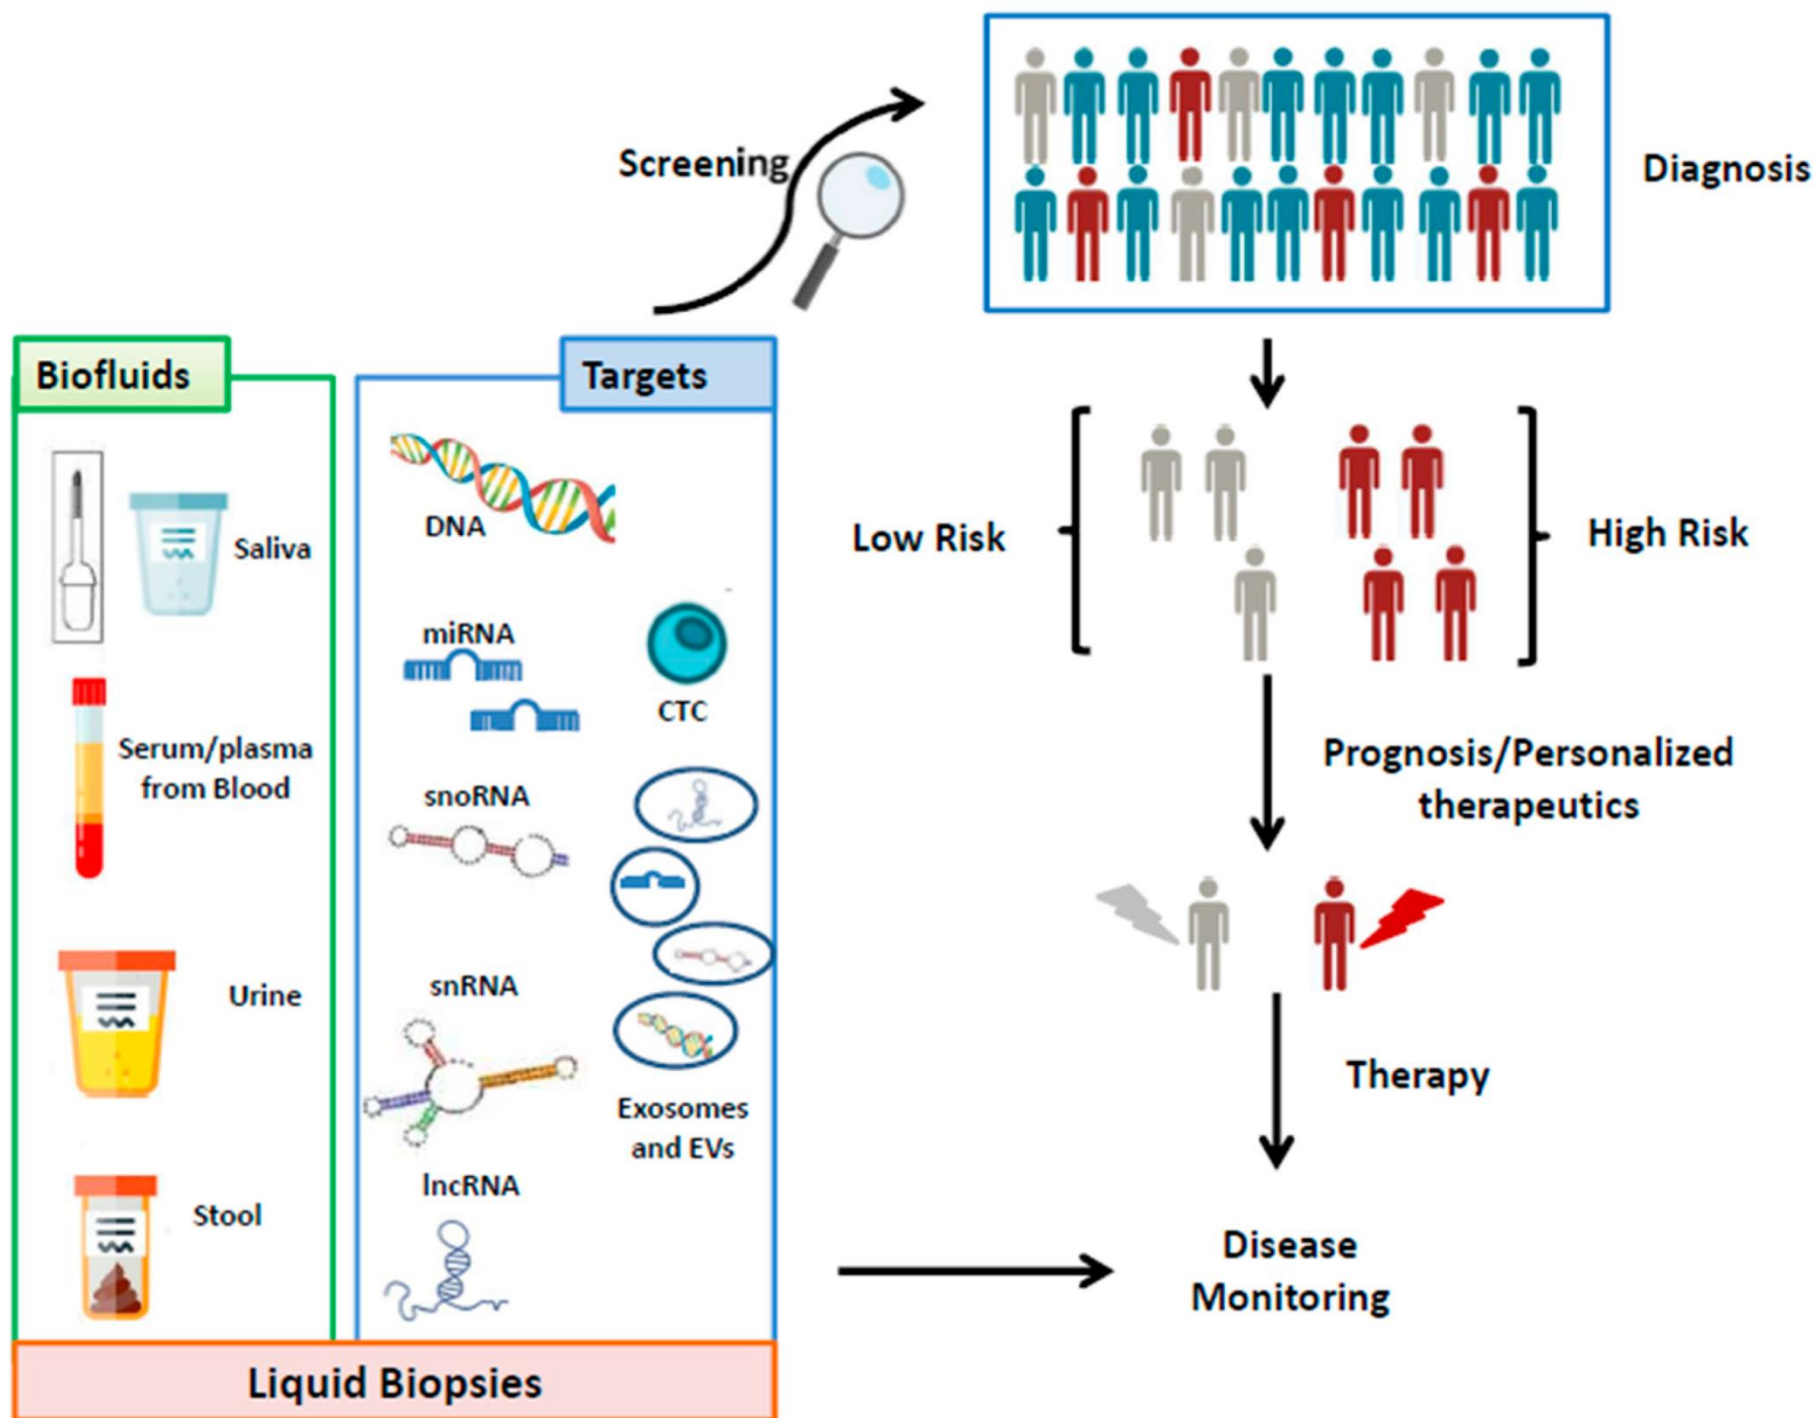 Screening
Diagnosis
Biofluids
Targets
Saliva
Serum/plasma
from Blood
Urine
Stool
DNA
miRNA
CTC
snoRNA
snRNA
Exosomes
and EVs
lncRNA
Liquid Biopsies
Low Risk
High Risk
Prognosis/Personalized
therapeutics
Therapy
Disease
Monitoring